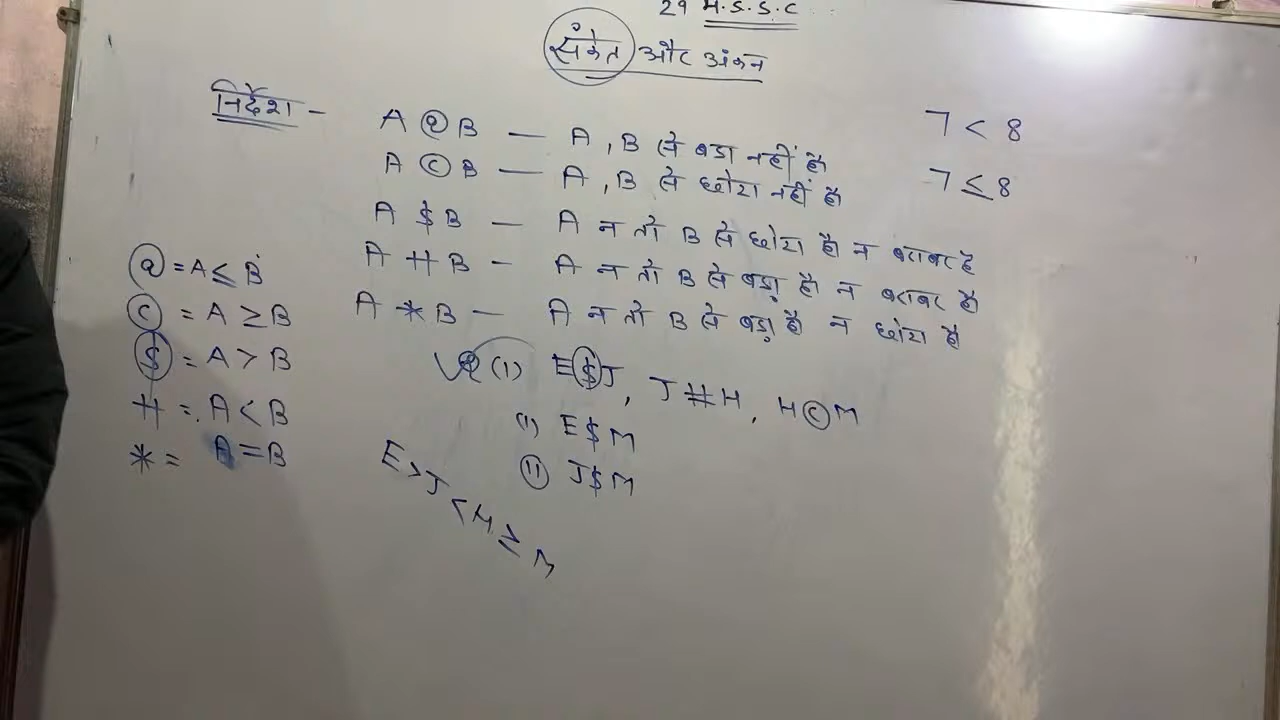 29 H.S.S.C
संकेत और अंकन
निर्देश -
A @ B — A, B से बड़ा नहीं है
A © B — A, B से छोटा नहीं है
A $ B — A न तो B से छोटा है न बराबर है
A # B - A न तो B से बड़ा है न बराबर है
A * B — A न तो B से बड़ा है न छोटा है
7 < 8
7 ≤ 8
@ = A ≤ B
© = A ≥ B
$ = A > B
# = A < B
* = A = B
(1) E$J, J#H, H©M
(i) E$M
(ii) J$M
E > J < H ≥ M